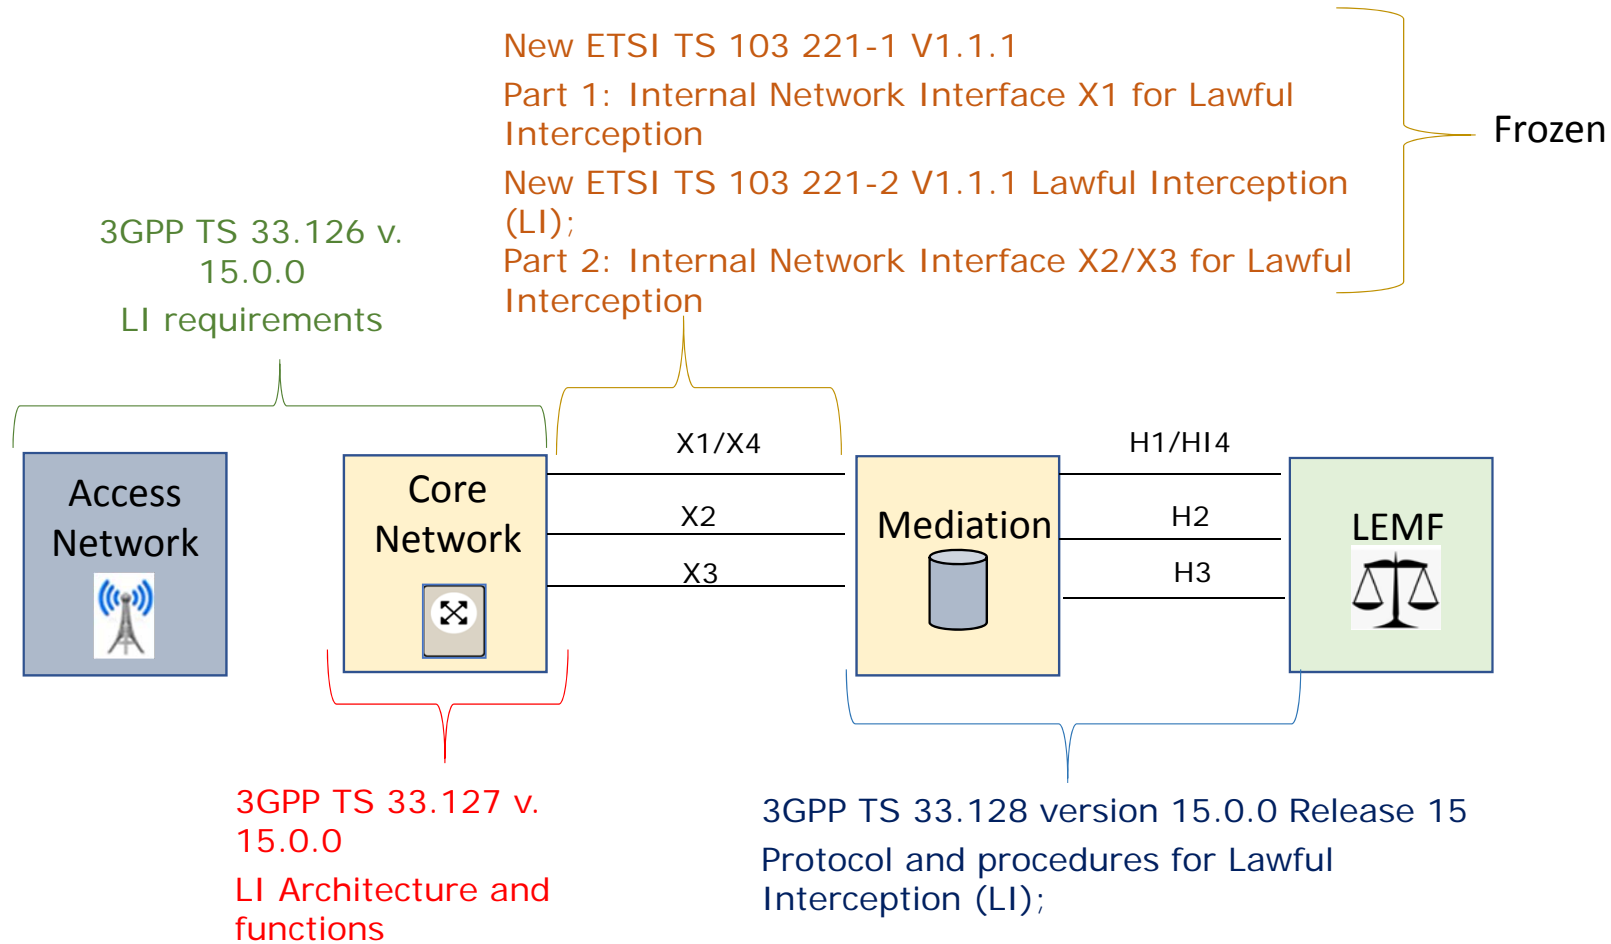 New ETSI TS 103 221-1 V1.1.1
Part 1: Internal Network Interface X1 for Lawful
Interception
New ETSI TS 103 221-2 V1.1.1 Lawful Interception
(LI);
Part 2: Internal Network Interface X2/X3 for Lawful
Interception
Frozen
3GPP TS 33.126 v.
15.0.0
LI requirements
Access
Network
Core
Network
X1/X4
X2
X3
Mediation
H1/HI4
H2
H3
LEMF
3GPP TS 33.127 v.
15.0.0
LI Architecture and
functions
3GPP TS 33.128 version 15.0.0 Release 15
Protocol and procedures for Lawful
Interception (LI);